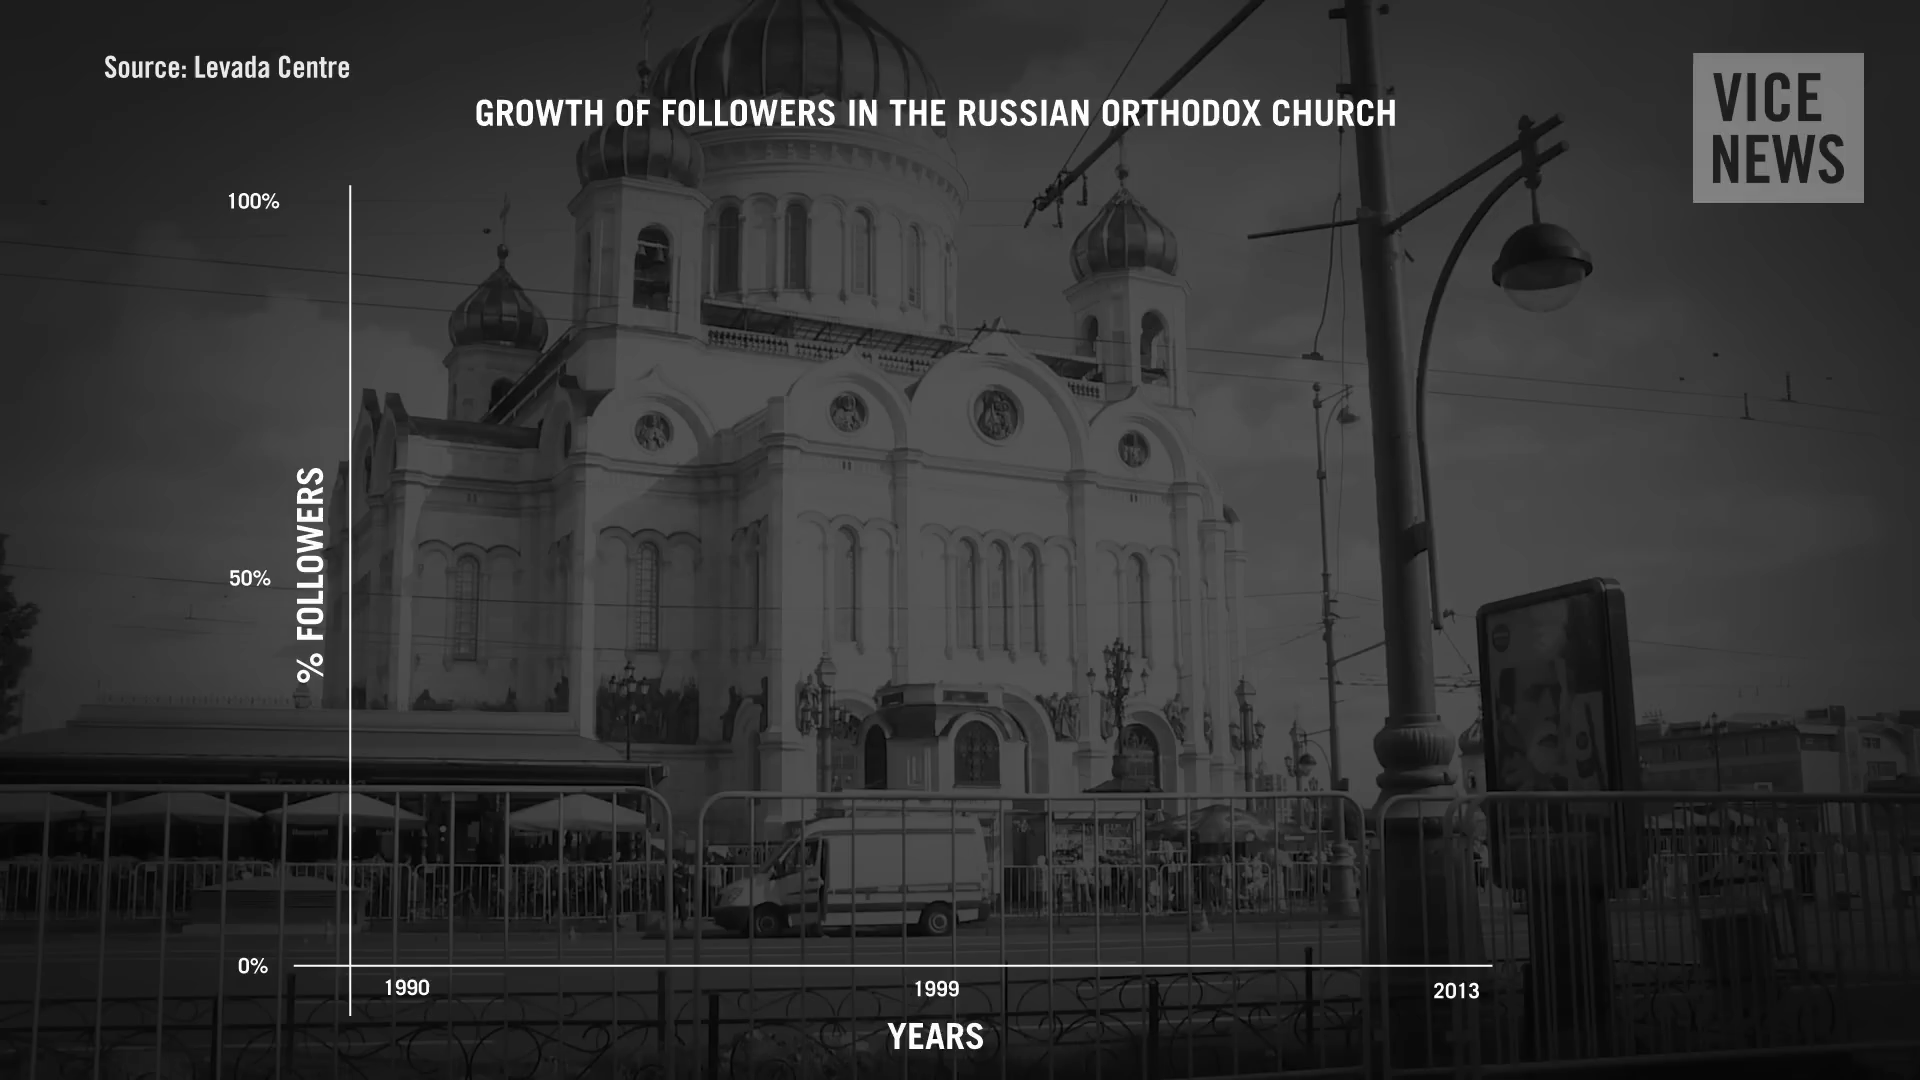 Source: Levada Centre
VICE
NEWS
GROWTH OF FOLLOWERS IN THE RUSSIAN ORTHODOX CHURCH
100%
50%
% FOLLOWERS
0%
1990
1999
2013
YEARS